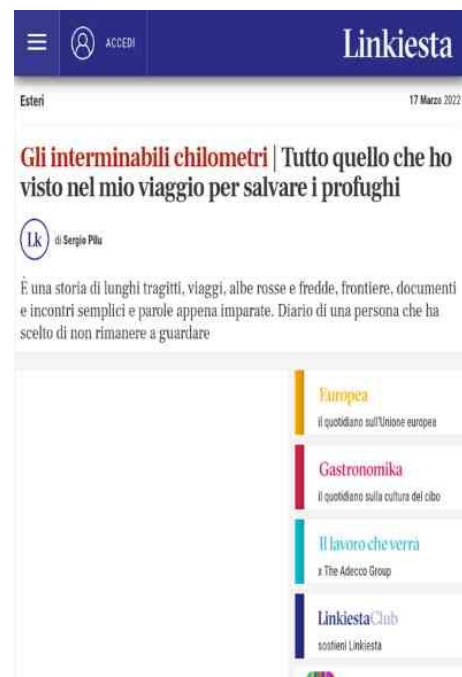 ACCEDI
Linkiesta
Esteri
17 Marzo 2022
Gli interminabili chilometri | Tutto quello che ho
visto nel mio viaggio per salvare i profughi
Lk
di Sergio Pilu
È una storia di lunghi tragitti, viaggi, albe rosse e fredde, frontiere, documenti
e incontri semplici e parole appena imparate. Diario di una persona che ha
scelto di non rimanere a guardare
Europea
il quotidiano sull'Unione europea
Gastronomika
il quotidiano sulla cultura del cibo
Il lavoro che verrà
x The Adecco Group
LinkiestaClub
sostieni Linkiesta